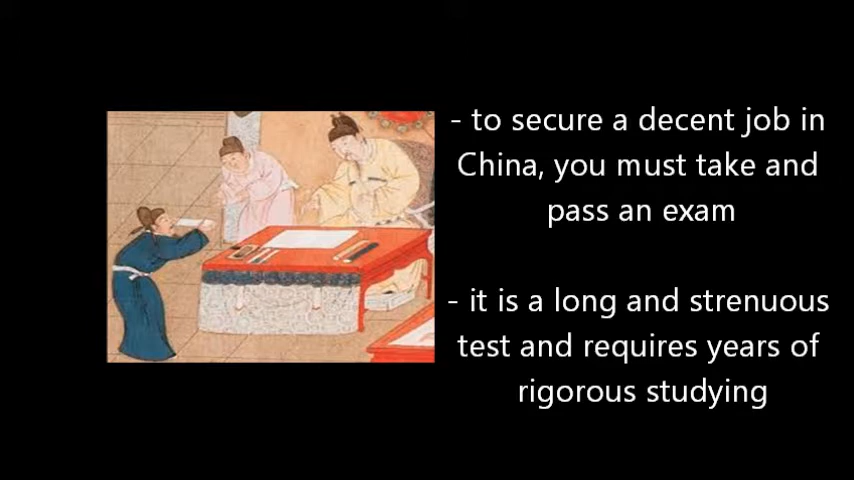 - to secure a decent job in
China, you must take and
pass an exam
- it is a long and strenuous
test and requires years of
rigorous studying